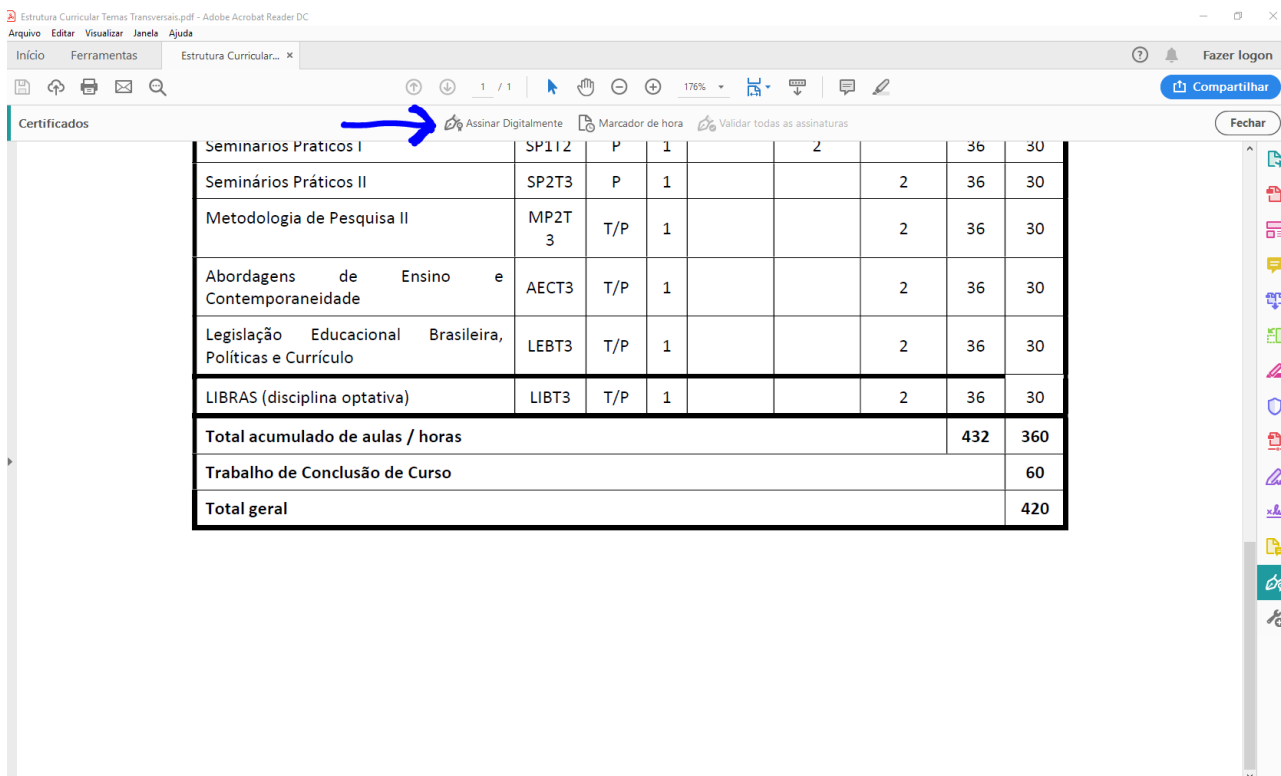 Estrutura Curricular Temas Transversais.pdf - Adobe Acrobat Reader DC
Arquivo Editar Visualizar Janela Ajuda
Início Ferramentas Estrutura Curricular... × Fazer logon
1 / 1 176% Compartilhar
Certificados Assinar Digitalmente Marcador de hora Validar todas as assinaturas Fechar
Seminários Práticos I SP1T2 P 1 2 36 30
Seminários Práticos II SP2T3 P 1 2 36 30
Metodologia de Pesquisa II MP2T
3 T/P 1 2 36 30
Abordagens de Ensino e
Contemporaneidade AECT3 T/P 1 2 36 30
Legislação Educacional Brasileira,
Políticas e Currículo LEBT3 T/P 1 2 36 30
LIBRAS (disciplina optativa) LIBT3 T/P 1 2 36 30
Total acumulado de aulas / horas 432 360
Trabalho de Conclusão de Curso 60
Total geral 420